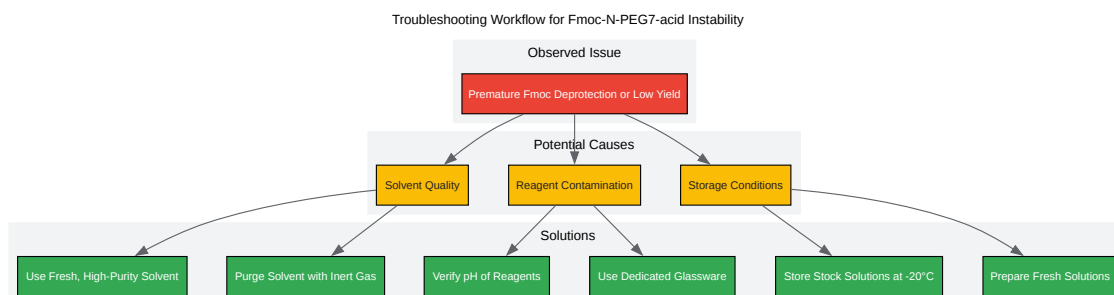 Troubleshooting Workflow for Fmoc-N-PEG7-acid Instability
Observed Issue
Premature Fmoc Deprotection or Low Yield
Potential Causes
Solvent Quality
Reagent Contamination
Storage Conditions
Solutions
Use Fresh, High-Purity Solvent
Purge Solvent with Inert Gas
Verify pH of Reagents
Use Dedicated Glassware
Store Stock Solutions at -20°C
Prepare Fresh Solutions